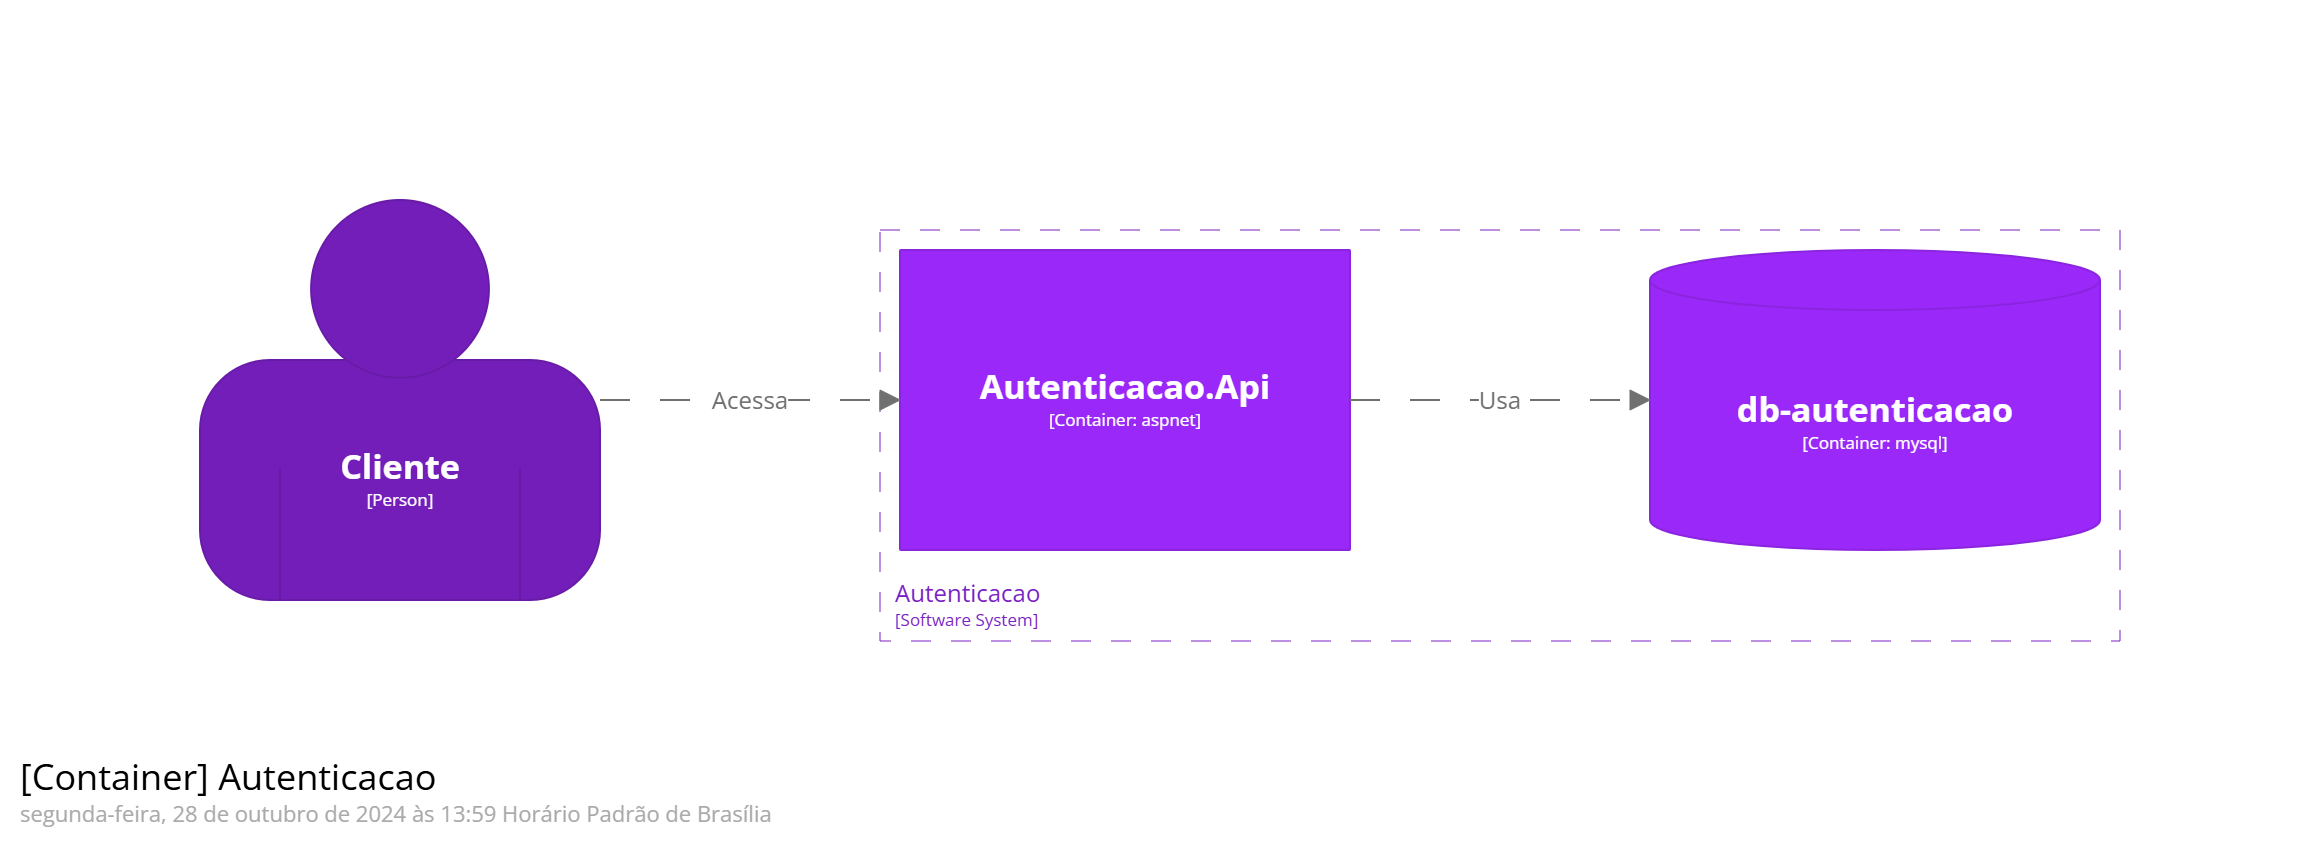 Cliente
[Person]
Acessa
Autenticacao.Api
[Container: aspnet]
Usa
db-autenticacao
[Container: mysql]
Autenticacao
[Software System]
[Container] Autenticacao
segunda-feira, 28 de outubro de 2024 às 13:59 Horário Padrão de Brasília